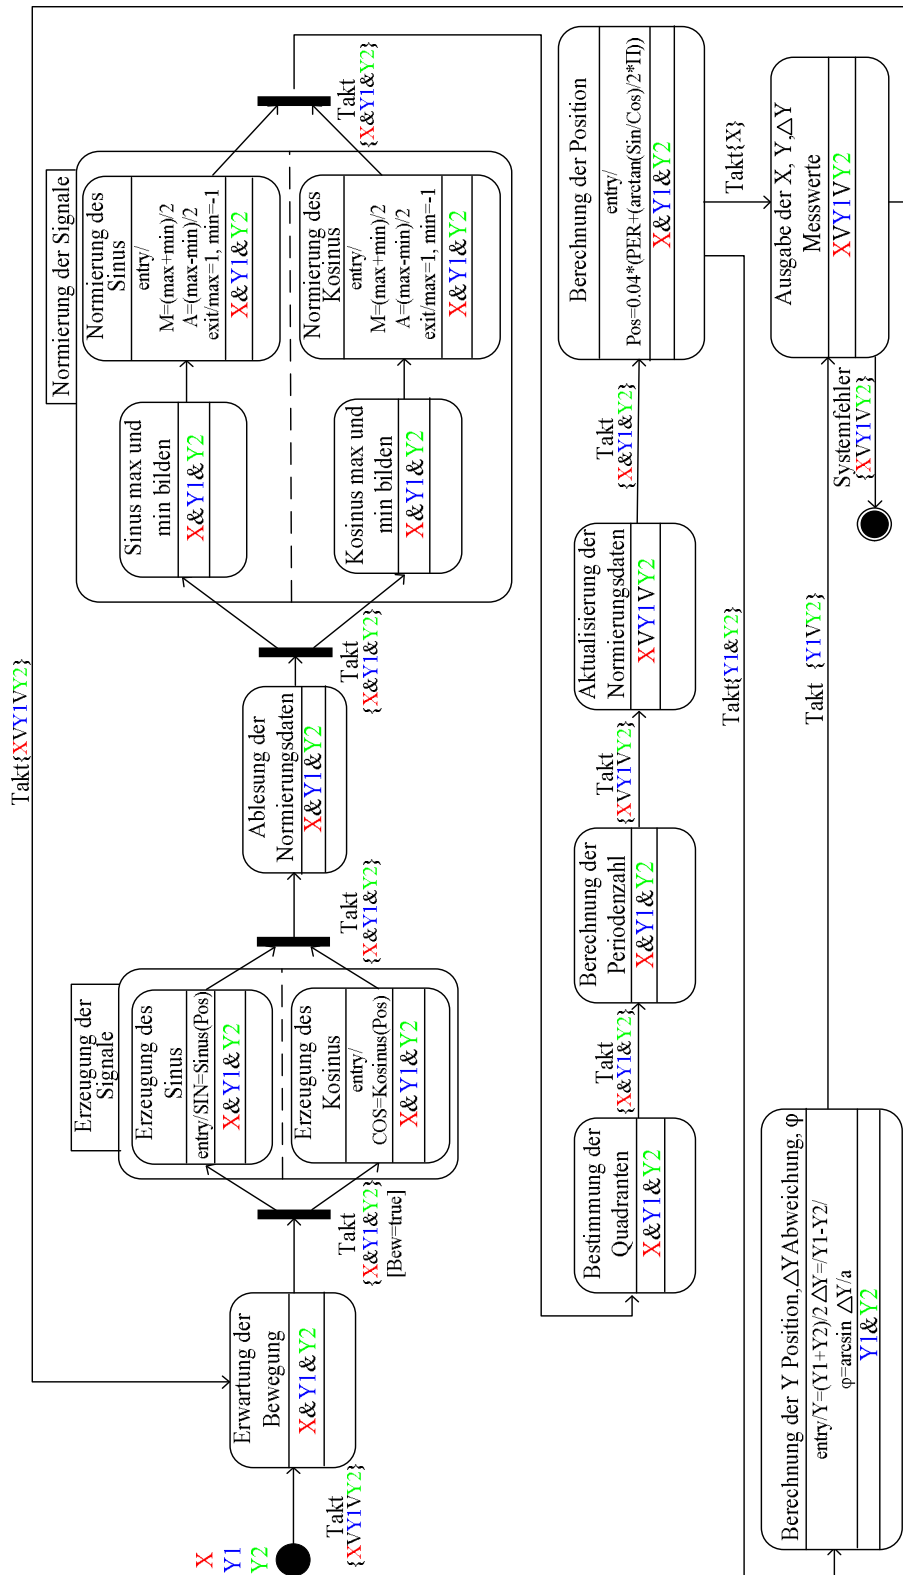 Takt{XVY1VY2}
X
Y1
Y2
Takt
{XVY1VY2}
Erwartung der
Bewegung
X&Y1&Y2
Takt
{X&Y1&Y2}
[Bew=true]
Erzeugung der
Signale
Erzeugung des
Sinus
entry/SIN=Sinus(Pos)
X&Y1&Y2
Erzeugung des
Kosinus
entry/
COS=Kosinus(Pos)
X&Y1&Y2
Takt
{X&Y1&Y2}
Ablesung der
Normierungsdaten
X&Y1&Y2
Takt
{X&Y1&Y2}
Normierung der Signale
Sinus max und
min bilden
X&Y1&Y2
Normierung des
Sinus
entry/
M=(max+min)/2
A=(max-min)/2
exit/max=1, min=-1
X&Y1&Y2
Kosinus max und
min bilden
X&Y1&Y2
Normierung des
Kosinus
entry/
M=(max+min)/2
A=(max-min)/2
exit/max=1, min=-1
X&Y1&Y2
Takt
{X&Y1&Y2}
Bestimmung der
Quadranten
X&Y1&Y2
Takt
{X&Y1&Y2}
Berechnung der
Periodenzahl
X&Y1&Y2
Takt
{XVY1VY2}
Aktualisierung der
Normierungsdaten
XVY1VY2
Takt
{X&Y1&Y2}
Berechnung der Position
entry/
Pos=0.04*(PER+(arctan(Sin/Cos)/2*Π))
X&Y1&Y2
Takt{Y1&Y2}
Takt{X}
Berechnung der Y Position,△YAbweichung, φ
entry/Y=(Y1+Y2)/2 △Y=/Y1-Y2/
φ=arcsin △Y/a
Y1&Y2
Takt {Y1VY2}
Systemfehler
{XVY1VY2}
Ausgabe der X, Y,△Y
Messwerte
XVY1VY2